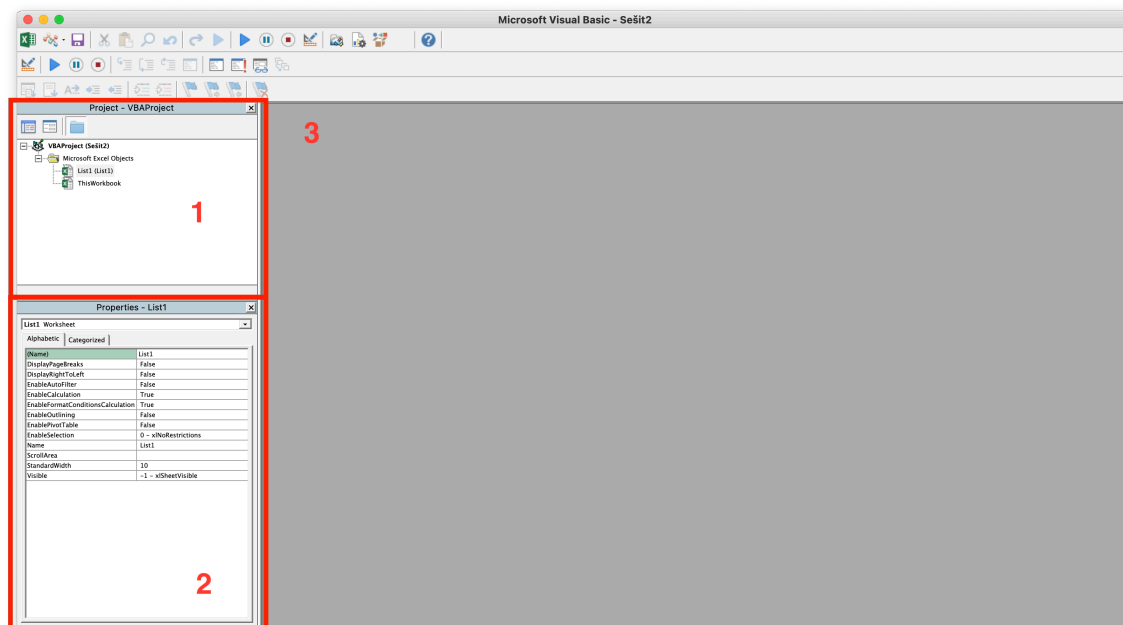 Microsoft Visual Basic - Sešit2
Project - VBAProject
3
VBAProject (Sešit2)
Microsoft Excel Objects
List1 (List1)
ThisWorkbook
1
Properties - List1
List1 Worksheet
Alphabetic Categorized
(Name) List1
DisplayPageBreaks False
DisplayRightToLeft False
EnableAutoFilter False
EnableCalculation True
EnableFormatConditionsCalculation True
EnableOutlining False
EnablePivotTable False
EnableSelection 0 - xlNoRestrictions
Name List1
ScrollArea
StandardWidth 10
Visible -1 - xlSheetVisible
2